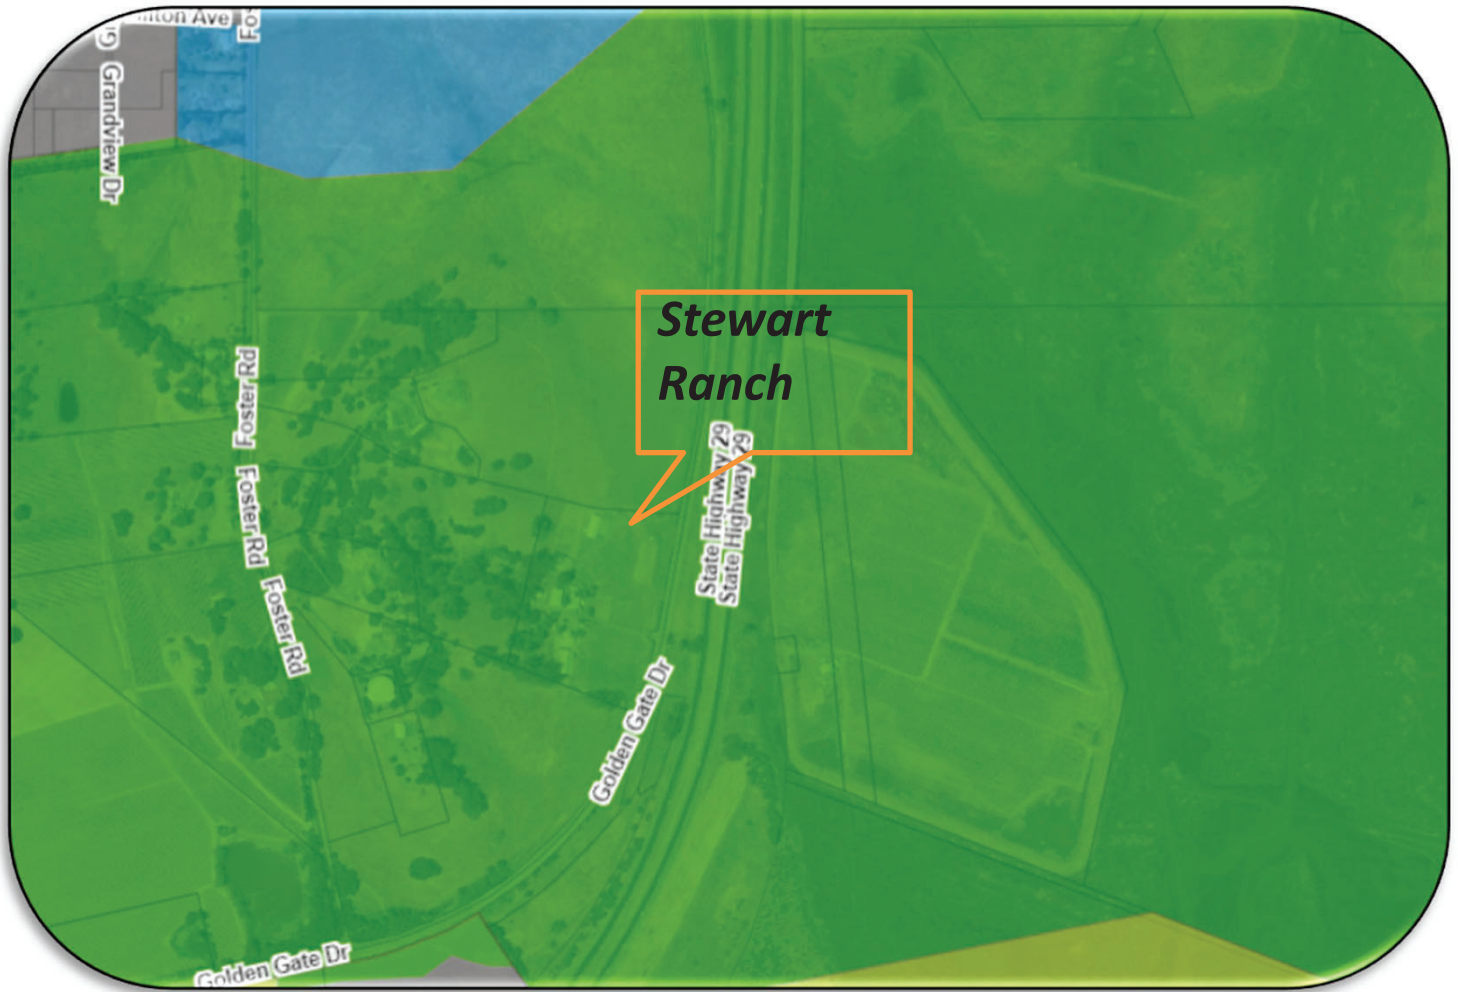 Fos
G
Grandview Dr
Stewart
Ranch
Foster Rd
Foster Rd
Foster Rd
State Highway 29
State Highway 29
Golden Gate Dr
Golden Gate Dr